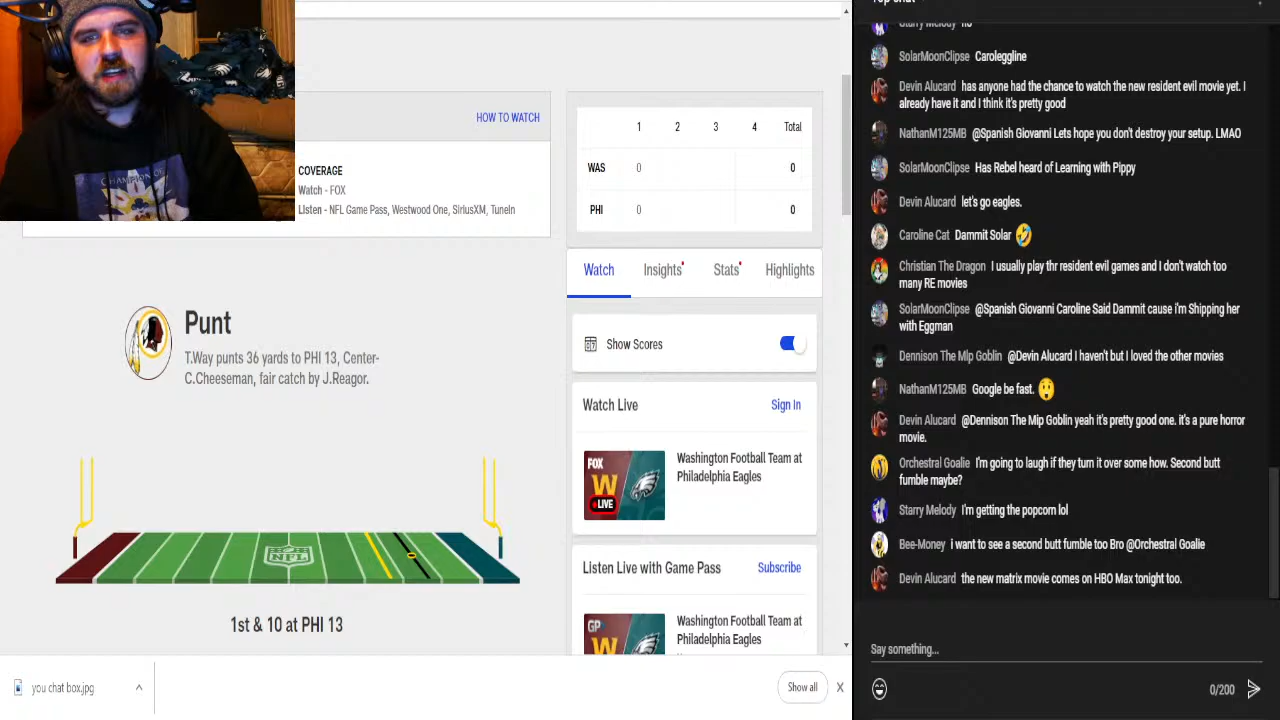 HOW TO WATCH
COVERAGE
Watch - FOX
Listen - NFL Game Pass, Westwood One, SiriusXM, TuneIn
1 2 3 4 Total
WAS 0 0
PHI 0 0
Watch Insights Stats Highlights
Show Scores
Watch Live Sign In
FOX
LIVE
Washington Football Team at
Philadelphia Eagles
Listen Live with Game Pass Subscribe
GP
Washington Football Team at
Philadelphia Eagles
Punt
T.Way punts 36 yards to PHI 13, Center-
C.Cheeseman, fair catch by J.Reagor.
NFL
1st & 10 at PHI 13
you chat box.jpg
Show all X
SolarMoonClipse Caroleggline
Devin Alucard has anyone had the chance to watch the new resident evil movie yet. I
already have it and I think it's pretty good
NathanM125MB @Spanish Giovanni Lets hope you don't destroy your setup. LMAO
SolarMoonClipse Has Rebel heard of Learning with Pippy
Devin Alucard let's go eagles.
Caroline Cat Dammit Solar 🤣
Christian The Dragon I usually play thr resident evil games and I don't watch too
many RE movies
SolarMoonClipse @Spanish Giovanni Caroline Said Dammit cause i'm Shipping her
with Eggman
Dennison The Mlp Goblin @Devin Alucard I haven't but I loved the other movies
NathanM125MB Google be fast. 😲
Devin Alucard @Dennison The Mlp Goblin yeah it's pretty good one. it's a pure horror
movie.
Orchestral Goalie I'm going to laugh if they turn it over some how. Second butt
fumble maybe?
Starry Melody I'm getting the popcorn lol
Bee-Money i want to see a second butt fumble too Bro @Orchestral Goalie
Devin Alucard the new matrix movie comes on HBO Max tonight too.
Say something...
0/200